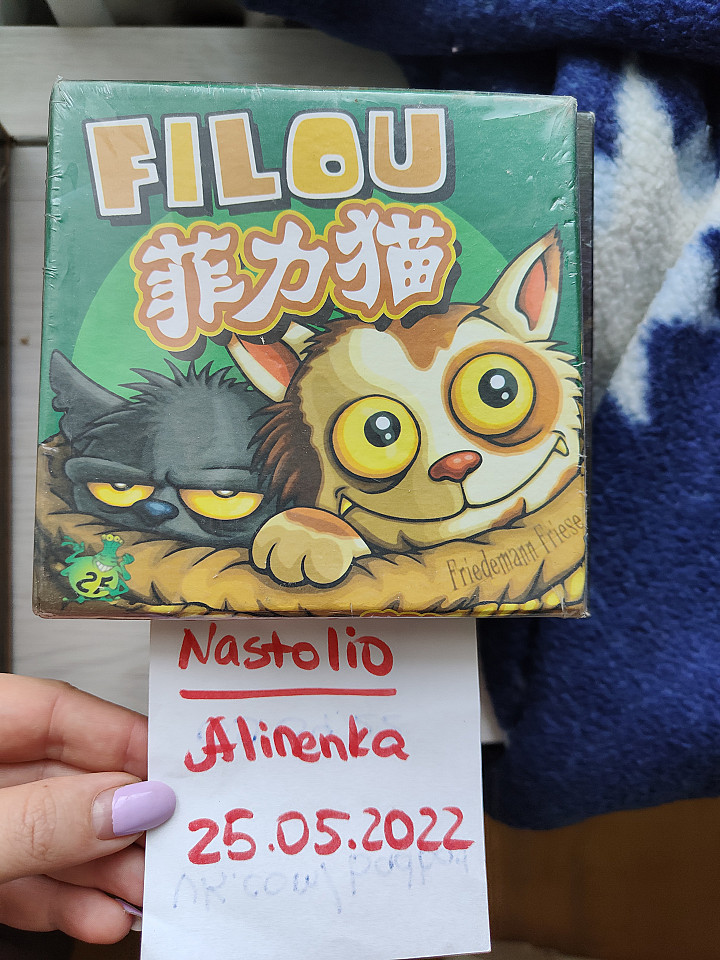 FILOU
菲力猫
Friedemann Friese
25
Nastolio
Alinenka
25.05.2022